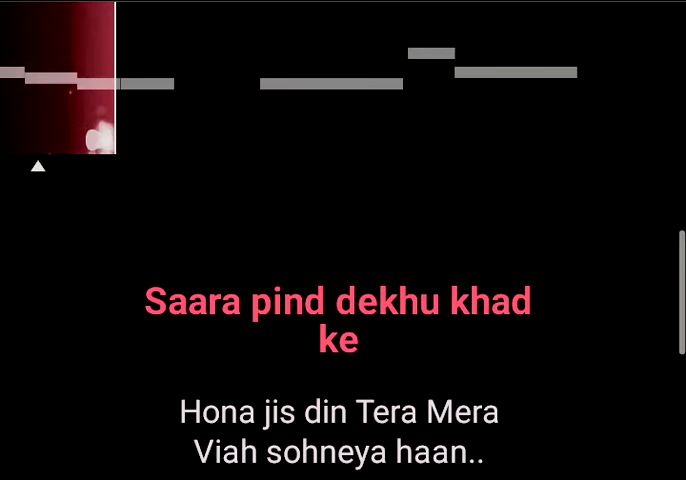 Saara pind dekhu khad
ke
Hona jis din Tera Mera
Viah sohneya haan..